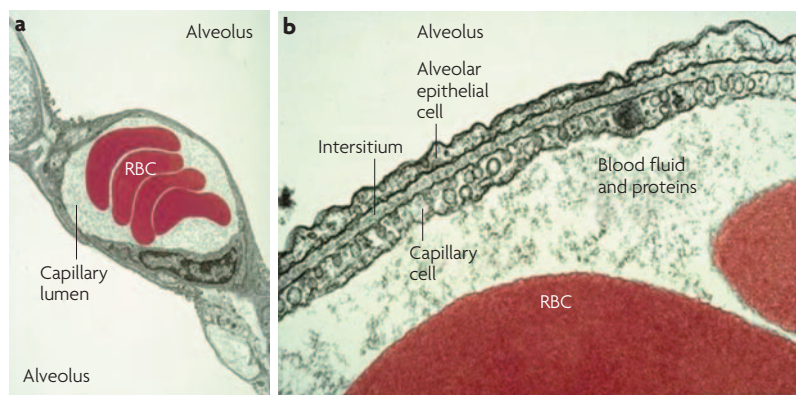 a
Alveolus
RBC
Capillary
lumen
Alveolus
b
Alveolus
Alveolar
epithelial
cell
Intersitium
Blood fluid
and proteins
Capillary
cell
RBC